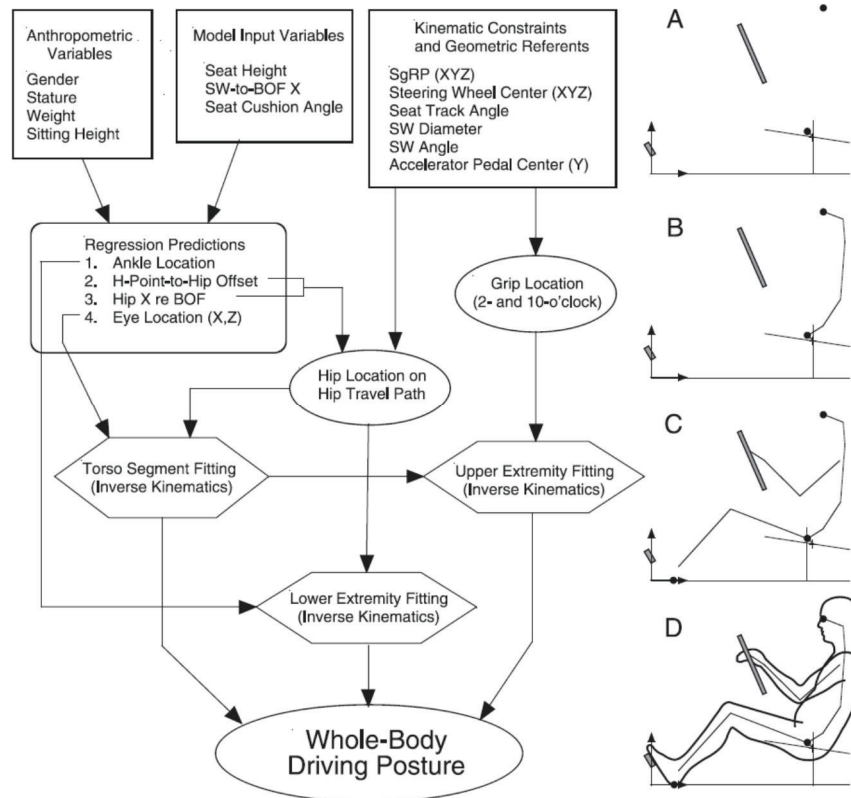 Anthropometric
Variables
Gender
Stature
Weight
Sitting Height
Model Input Variables
Seat Height
SW-to-BOF X
Seat Cushion Angle
Kinematic Constraints
and Geometric Referents
SgRP (XYZ)
Steering Wheel Center (XYZ)
Seat Track Angle
SW Diameter
SW Angle
Accelerator Pedal Center (Y)
Regression Predictions
1. Ankle Location
2. H-Point-to-Hip Offset
3. Hip X re BOF
4. Eye Location (X,Z)
Grip Location
(2- and 10-o'clock)
Hip Location on
Hip Travel Path
Torso Segment Fitting
(Inverse Kinematics)
Upper Extremity Fitting
(Inverse Kinematics)
Lower Extremity Fitting
(Inverse Kinematics)
Whole-Body
Driving Posture
A
B
C
D